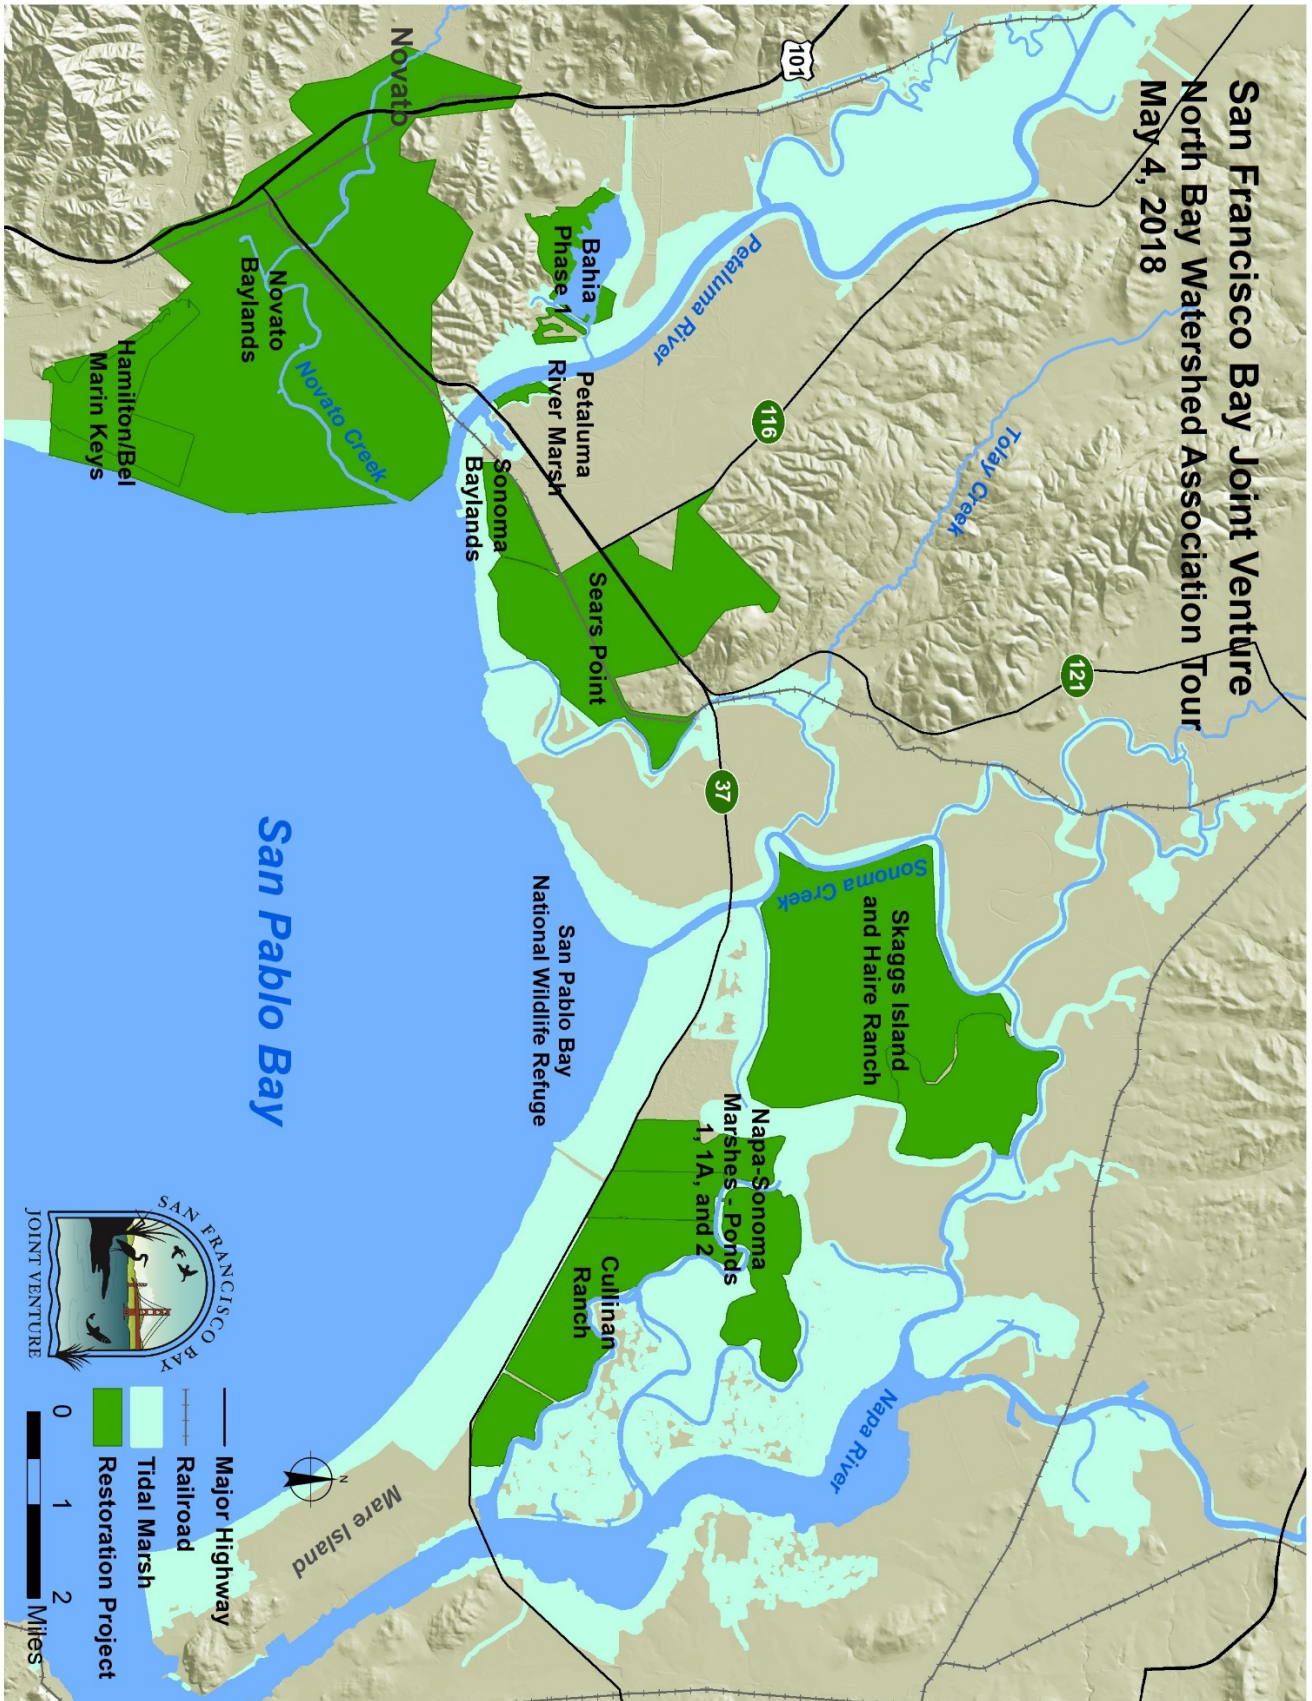 San Francisco Bay Joint Venture
North Bay Watershed Association Tour
May 4, 2018
101
Novato
Petaluma River
Bahia
Phase 1
116
Tolay Creek
121
Petaluma
River Marsh
Novato
Baylands
Novato Creek
Hamilton/Bel
Marin Keys
Sonoma
Baylands
Sears Point
37
Sonoma Creek
Skaggs Island
and Haire Ranch
San Pablo Bay
National Wildlife Refuge
San Pablo Bay
Napa-Sonoma
Marshes - Ponds
1, 1A, and 2
Cullinan
Ranch
Napa River
Mare Island
N
SAN FRANCISCO BAY
JOINT VENTURE
Major Highway
Railroad
Tidal Marsh
Restoration Project
0 1 2 Miles